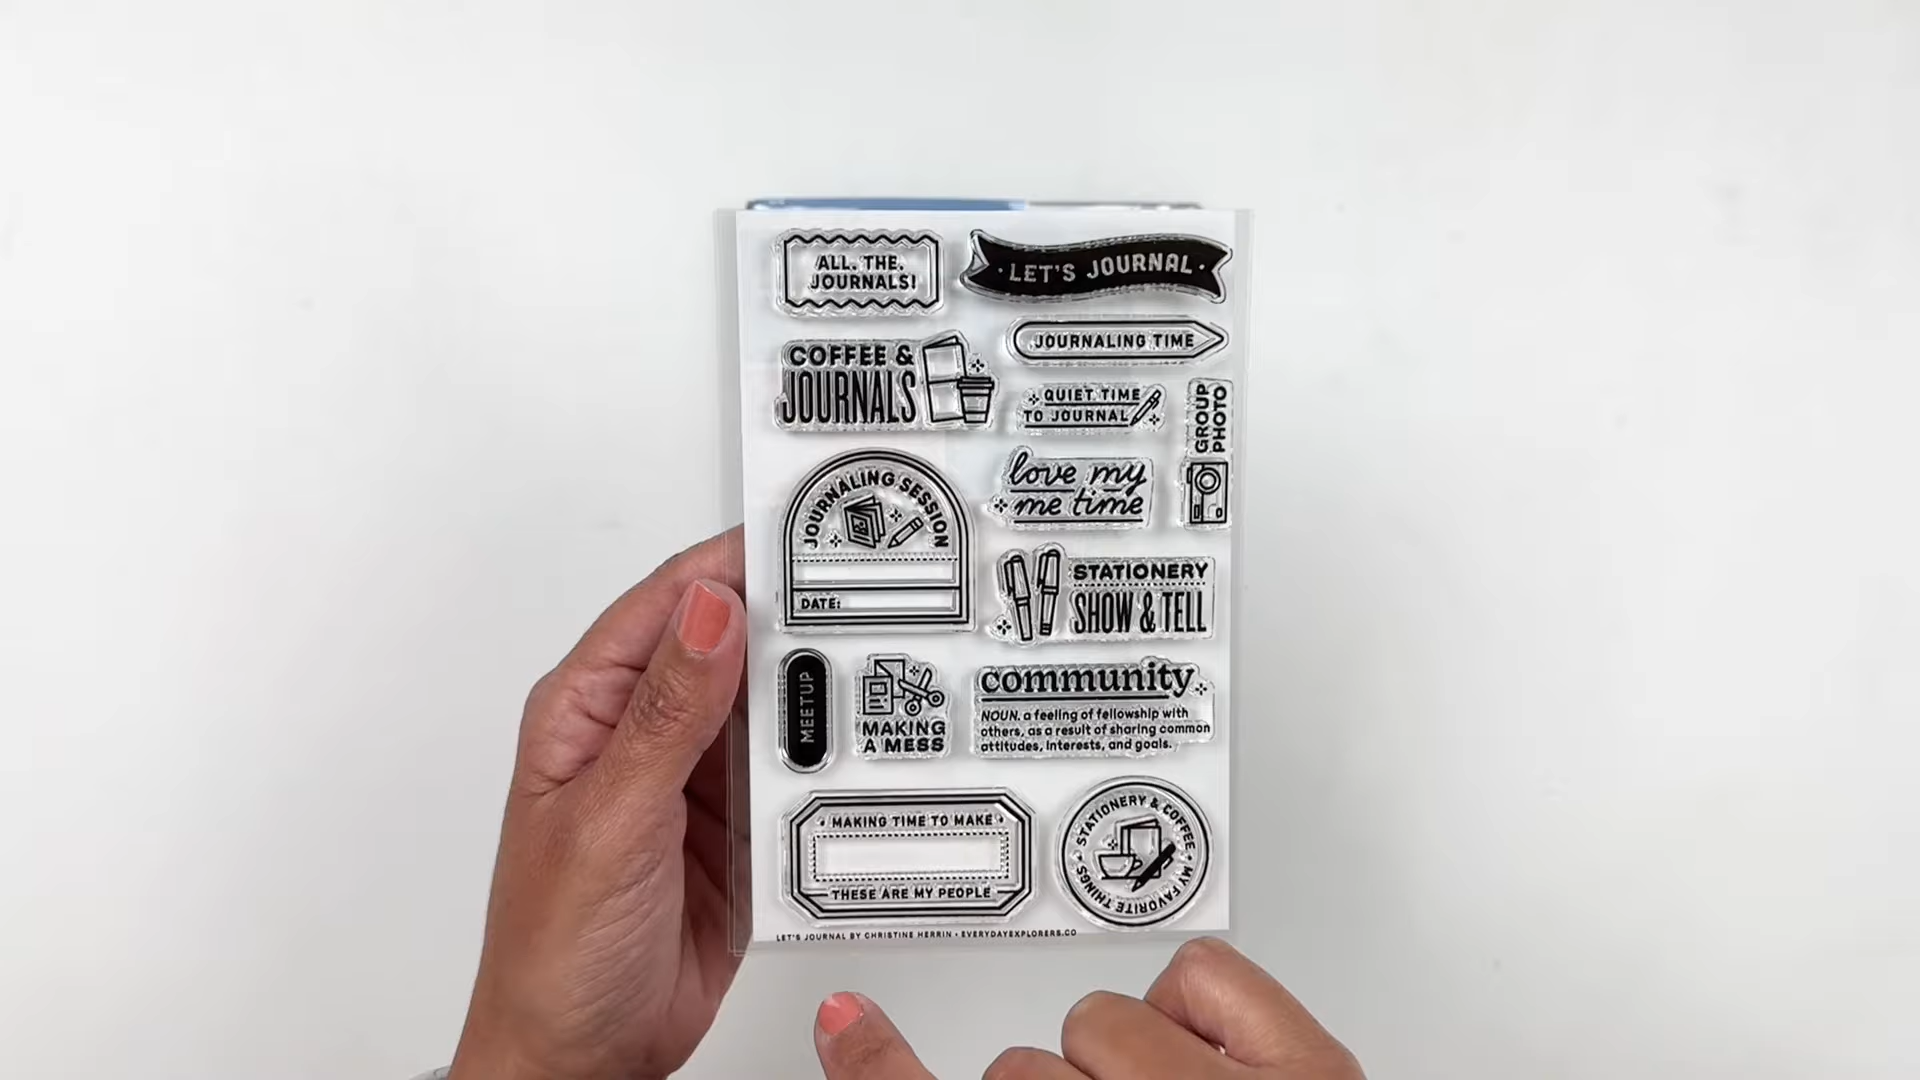 ALL. THE.
JOURNALS!
· LET'S JOURNAL ·
COFFEE &
JOURNALS
JOURNALING TIME
QUIET TIME
TO JOURNAL
GROUP
PHOTO
love my
me time
JOURNALING SESSION
DATE:
STATIONERY
SHOW & TELL
MEETUP
MAKING
A MESS
community
NOUN. a feeling of fellowship with
others, as a result of sharing common
attitudes, interests, and goals.
· MAKING TIME TO MAKE ·
THESE ARE MY PEOPLE
STATIONERY & COFFEE · MY FAVORITE THINGS ·
LET'S JOURNAL BY CHRISTINE HERRIN · EVERYDAYEXPLORERS.CO